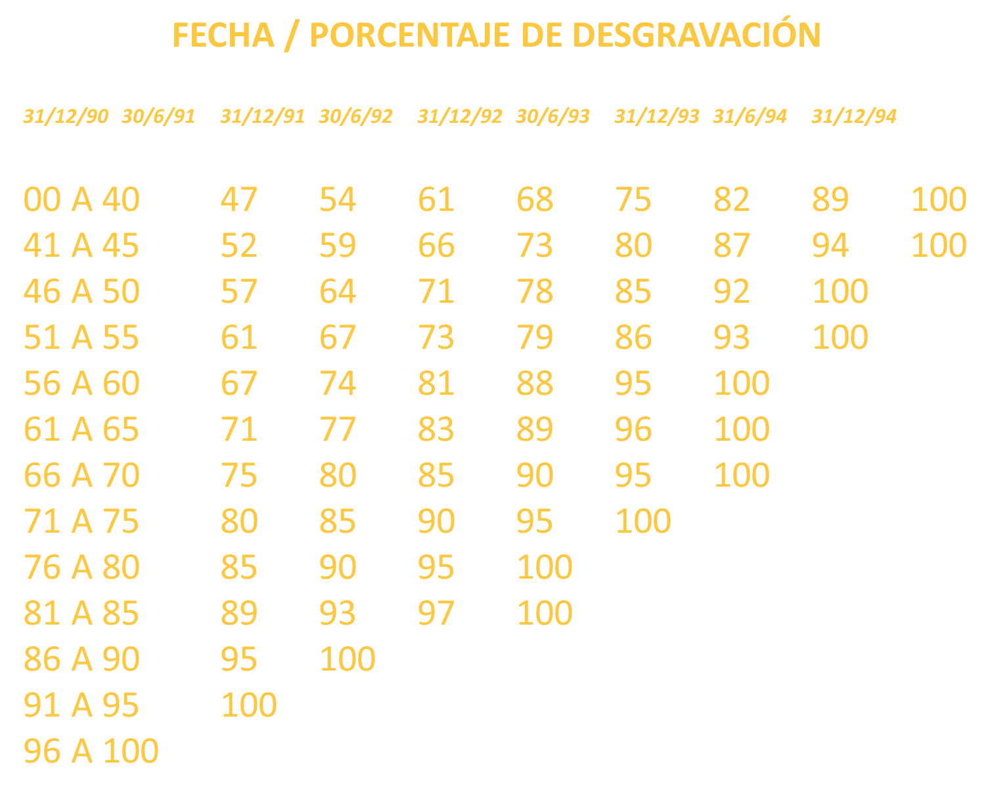 FECHA / PORCENTAJE DE DESGRAVACIÓN
31/12/90 30/6/91 31/12/91 30/6/92 31/12/92 30/6/93 31/12/93 31/6/94 31/12/94
00 A 40 47 54 61 68 75 82 89 100
41 A 45 52 59 66 73 80 87 94 100
46 A 50 57 64 71 78 85 92 100
51 A 55 61 67 73 79 86 93 100
56 A 60 67 74 81 88 95 100
61 A 65 71 77 83 89 96 100
66 A 70 75 80 85 90 95 100
71 A 75 80 85 90 95 100
76 A 80 85 90 95 100
81 A 85 89 93 97 100
86 A 90 95 100
91 A 95 100
96 A 100